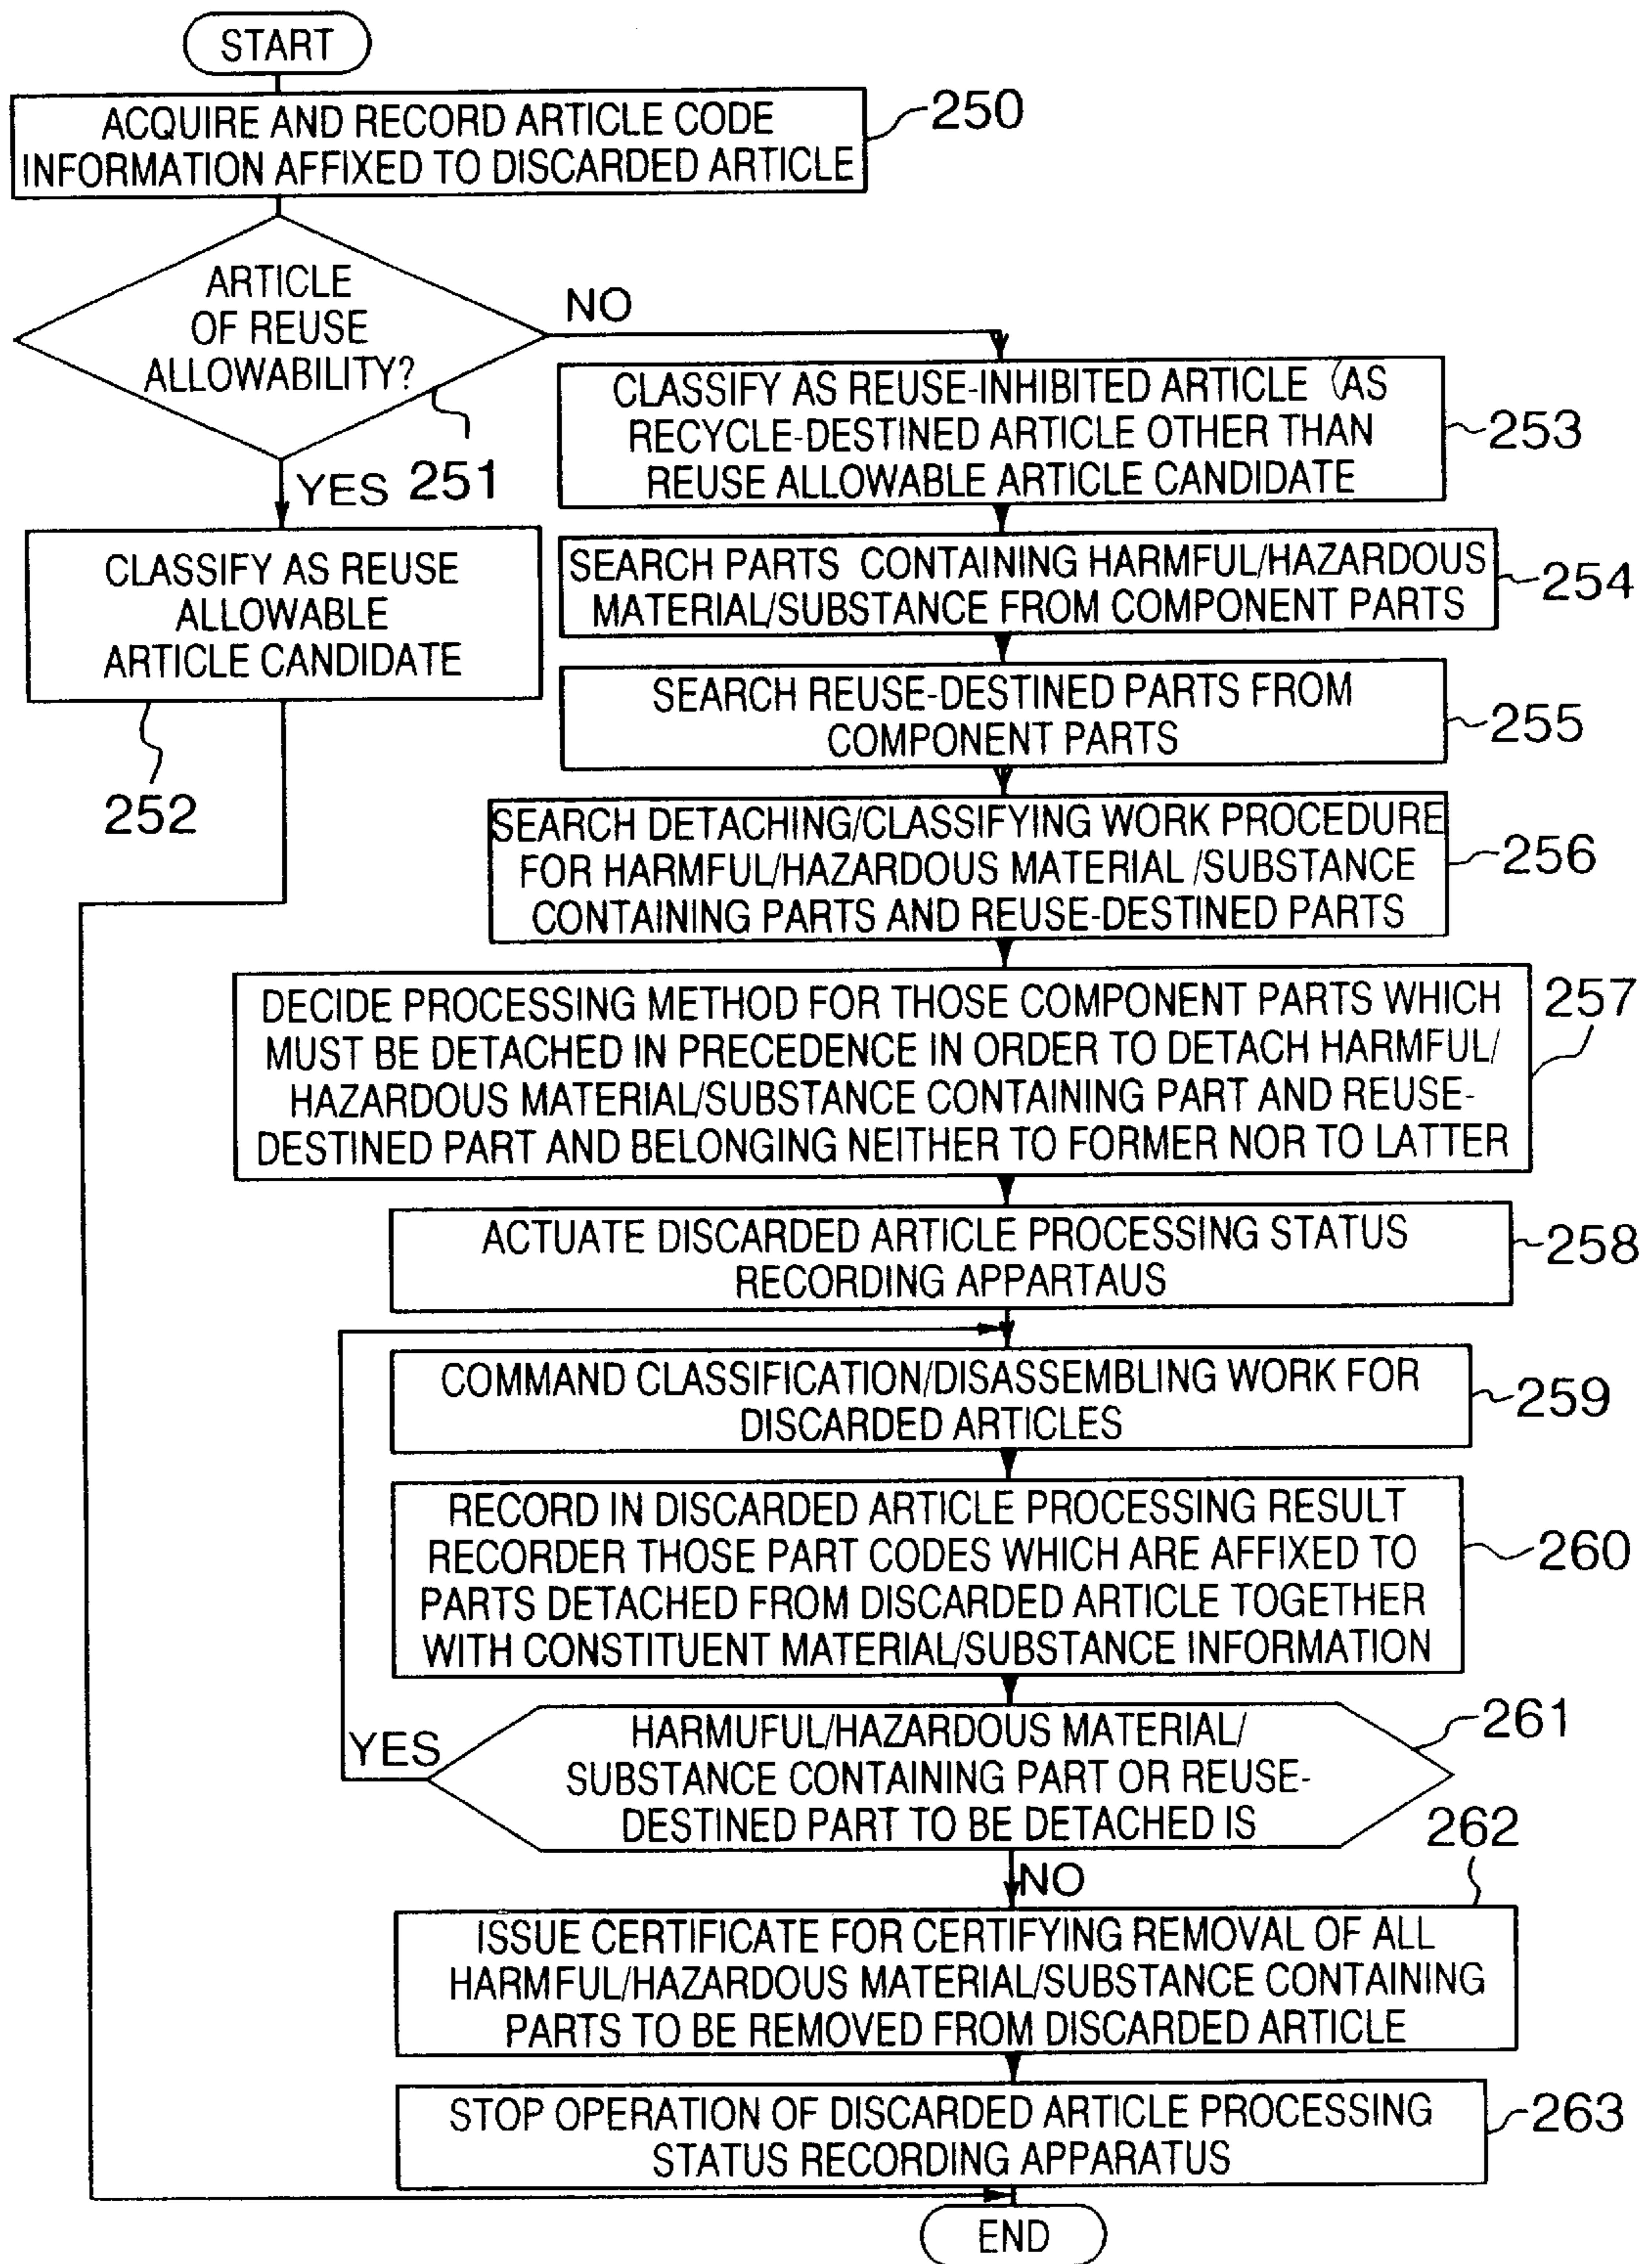 START
ACQUIRE AND RECORD ARTICLE CODE
INFORMATION AFFIXED TO DISCARDED ARTICLE
250
ARTICLE
OF REUSE
ALLOWABILITY?
NO
YES
251
CLASSIFY AS REUSE
ALLOWABLE
ARTICLE CANDIDATE
252
CLASSIFY AS REUSE-INHIBITED ARTICLE (AS
RECYCLE-DESTINED ARTICLE OTHER THAN
REUSE ALLOWABLE ARTICLE CANDIDATE
253
SEARCH PARTS CONTAINING HARMFUL/HAZARDOUS
MATERIAL/SUBSTANCE FROM COMPONENT PARTS
254
SEARCH REUSE-DESTINED PARTS FROM
COMPONENT PARTS
255
SEARCH DETACHING/CLASSIFYING WORK PROCEDURE
FOR HARMFUL/HAZARDOUS MATERIAL /SUBSTANCE
CONTAINING PARTS AND REUSE-DESTINED PARTS
256
DECIDE PROCESSING METHOD FOR THOSE COMPONENT PARTS WHICH
MUST BE DETACHED IN PRECEDENCE IN ORDER TO DETACH HARMFUL/
HAZARDOUS MATERIAL/SUBSTANCE CONTAINING PART AND REUSE-
DESTINED PART AND BELONGING NEITHER TO FORMER NOR TO LATTER
257
ACTUATE DISCARDED ARTICLE PROCESSING STATUS
RECORDING APPARTAUS
258
COMMAND CLASSIFICATION/DISASSEMBLING WORK FOR
DISCARDED ARTICLES
259
RECORD IN DISCARDED ARTICLE PROCESSING RESULT
RECORDER THOSE PART CODES WHICH ARE AFFIXED TO
PARTS DETACHED FROM DISCARDED ARTICLE TOGETHER
WITH CONSTITUENT MATERIAL/SUBSTANCE INFORMATION
260
YES
HARMUFUL/HAZARDOUS MATERIAL/
SUBSTANCE CONTAINING PART OR REUSE-
DESTINED PART TO BE DETACHED IS
261
NO
262
ISSUE CERTIFICATE FOR CERTIFYING REMOVAL OF ALL
HARMFUL/HAZARDOUS MATERIAL/SUBSTANCE CONTAINING
PARTS TO BE REMOVED FROM DISCARDED ARTICLE
STOP OPERATION OF DISCARDED ARTICLE PROCESSING
STATUS RECORDING APPARATUS
263
END